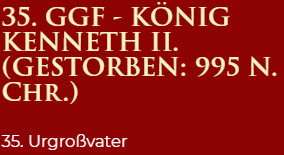 35. GGF - KÖNIG
KENNETH II.
(GESTORBEN: 995 N.
CHR.)
35. Urgroßvater